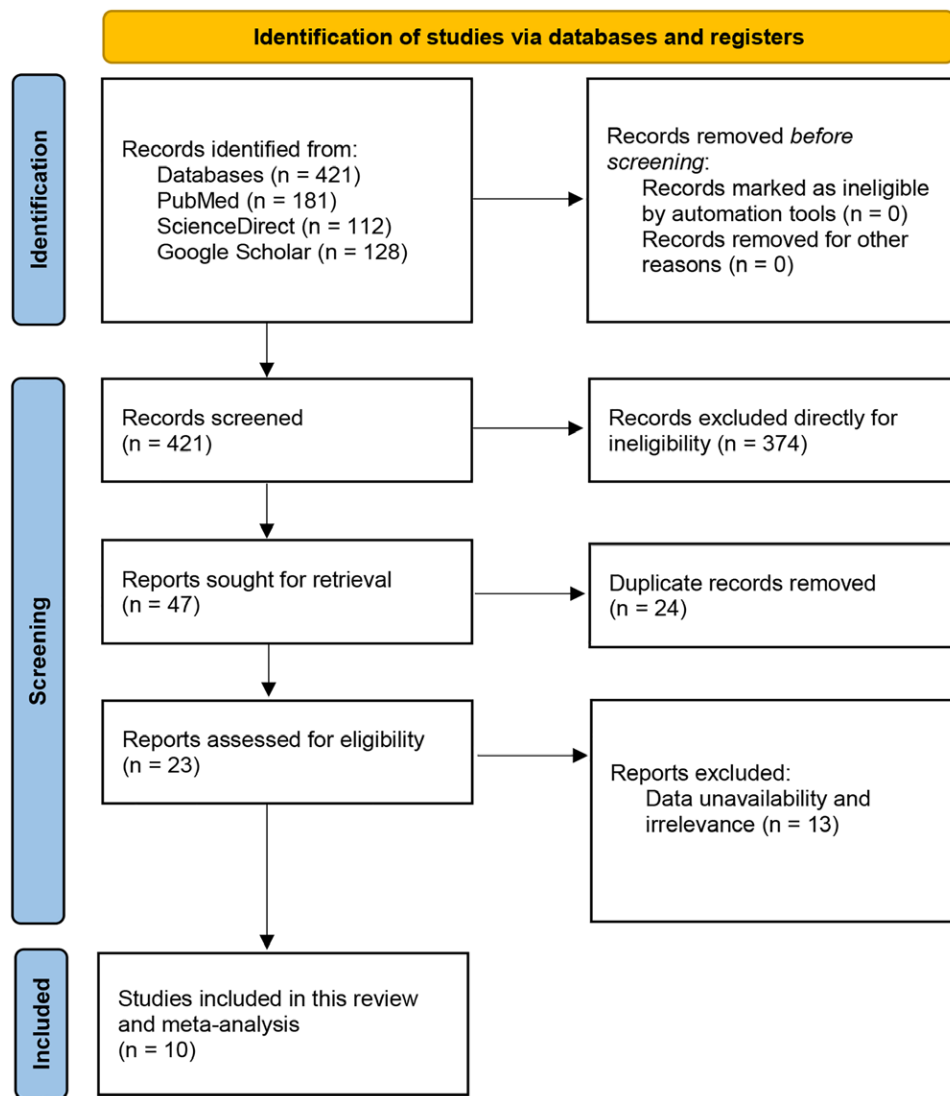 Identification of studies via databases and registers
Identification
Records identified from:
Databases (n = 421)
PubMed (n = 181)
ScienceDirect (n = 112)
Google Scholar (n = 128)
Records removed before
screening:
Records marked as ineligible
by automation tools (n = 0)
Records removed for other
reasons (n = 0)
Screening
Records screened
(n = 421)
Records excluded directly for
ineligibility (n = 374)
Reports sought for retrieval
(n = 47)
Duplicate records removed
(n = 24)
Reports assessed for eligibility
(n = 23)
Reports excluded:
Data unavailability and
irrelevance (n = 13)
Included
Studies included in this review
and meta-analysis
(n = 10)